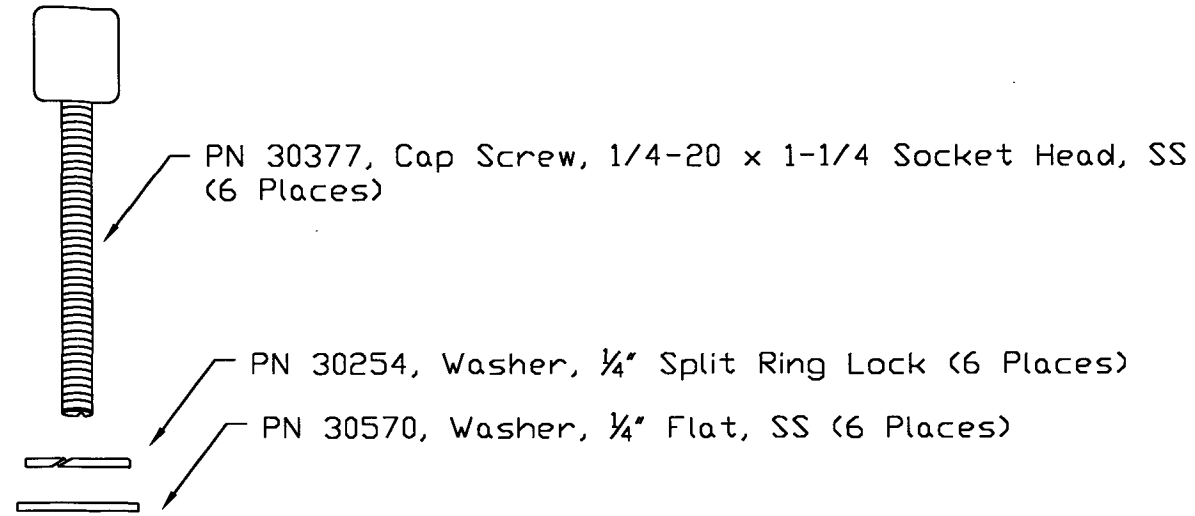 PN 30377, Cap Screw, 1/4-20 x 1-1/4 Socket Head, SS
(6 Places)
PN 30254, Washer, ¼" Split Ring Lock (6 Places)
PN 30570, Washer, ¼" Flat, SS (6 Places)